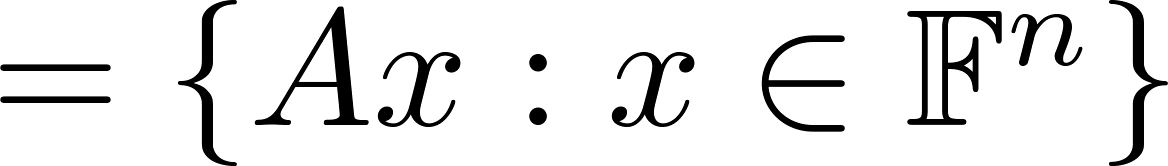 = {Ax : x ∈ 𝔽ⁿ}